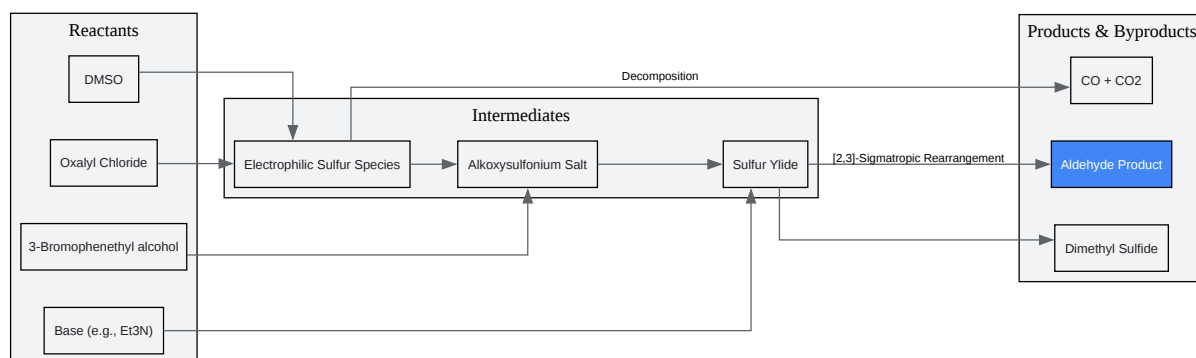 Reactants
Products & Byproducts
DMSO
Decomposition
CO + CO2
Intermediates
Oxalyl Chloride
Electrophilic Sulfur Species
Alkoxysulfonium Salt
Sulfur Ylide
[2,3]-Sigmatropic Rearrangement
Aldehyde Product
3-Bromophenethyl alcohol
Dimethyl Sulfide
Base (e.g., Et3N)